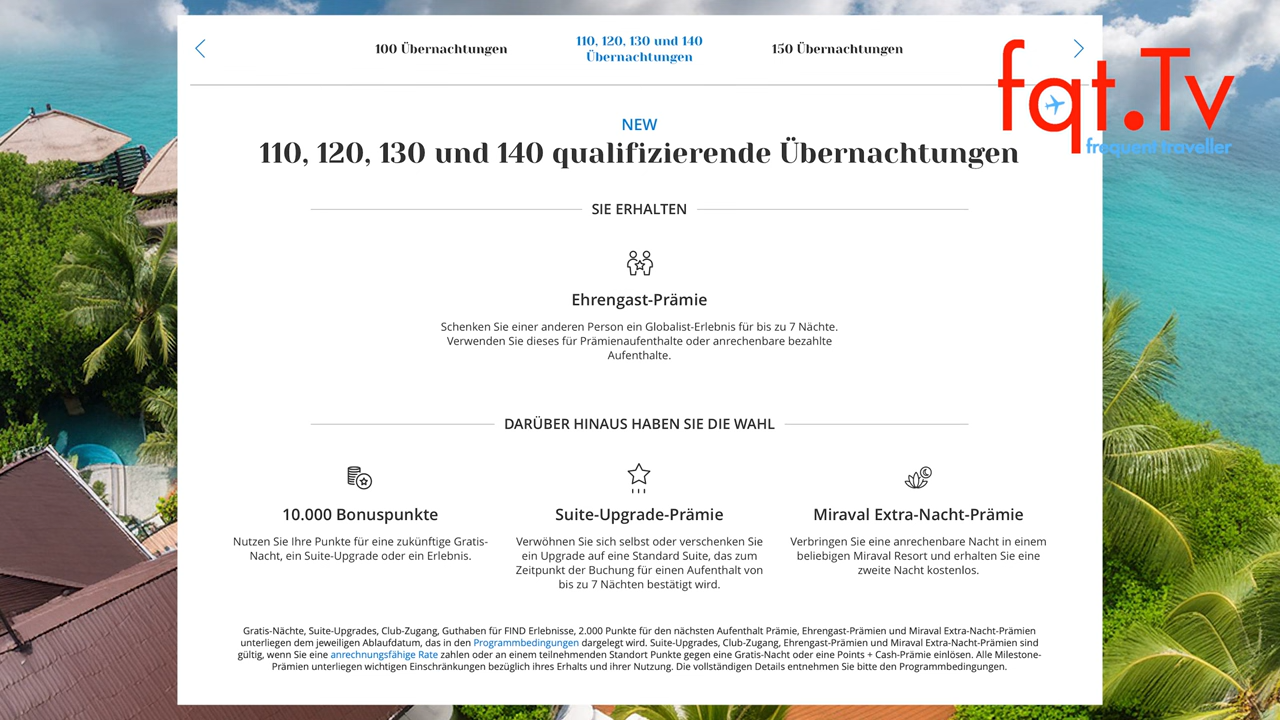 100 Übernachtungen
110, 120, 130 und 140
Übernachtungen
150 Übernachtungen
fqt.Tv
frequent traveller
NEW
110, 120, 130 und 140 qualifizierende Übernachtungen
SIE ERHALTEN
Ehrengast-Prämie
Schenken Sie einer anderen Person ein Globalist-Erlebnis für bis zu 7 Nächte.
Verwenden Sie dieses für Prämienaufenthalte oder anrechenbare bezahlte
Aufenthalte.
DARÜBER HINAUS HABEN SIE DIE WAHL
10.000 Bonuspunkte
Nutzen Sie Ihre Punkte für eine zukünftige Gratis-
Nacht, ein Suite-Upgrade oder ein Erlebnis.
Suite-Upgrade-Prämie
Verwöhnen Sie sich selbst oder verschenken Sie
ein Upgrade auf eine Standard Suite, das zum
Zeitpunkt der Buchung für einen Aufenthalt von
bis zu 7 Nächten bestätigt wird.
Miraval Extra-Nacht-Prämie
Verbringen Sie eine anrechenbare Nacht in einem
beliebigen Miraval Resort und erhalten Sie eine
zweite Nacht kostenlos.
Gratis-Nächte, Suite-Upgrades, Club-Zugang, Guthaben für FIND Erlebnisse, 2.000 Punkte für den nächsten Aufenthalt Prämie, Ehrengast-Prämien und Miraval Extra-Nacht-Prämien
unterliegen dem jeweiligen Ablaufdatum, das in den Programmbedingungen dargelegt wird. Suite-Upgrades, Club-Zugang, Ehrengast-Prämien und Miraval Extra-Nacht-Prämien sind
gültig, wenn Sie eine anrechnungsfähige Rate zahlen oder an einem teilnehmenden Standort Punkte gegen eine Gratis-Nacht oder eine Points + Cash-Prämie einlösen. Alle Milestone-
Prämien unterliegen wichtigen Einschränkungen bezüglich ihres Erhalts und ihrer Nutzung. Die vollständigen Details entnehmen Sie bitte den Programmbedingungen.